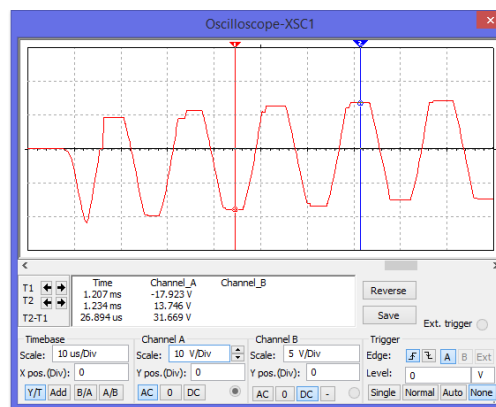 Oscilloscope-XSC1
x
1
2
T1
T2
T2-T1
Time Channel_A Channel_B
1.207 ms -17.923 V
1.234 ms 13.746 V
26.894 us 31.669 V
Reverse
Save
Ext. trigger
Timebase
Scale: 10 us/Div
X pos.(Div): 0
Y/T Add B/A A/B
Channel A
Scale: 10 V/Div
Y pos.(Div): 0
AC 0 DC
Channel B
Scale: 5 V/Div
Y pos.(Div): 0
AC 0 DC -
Trigger
Edge: A B Ext
Level: 0 V
Single Normal Auto None